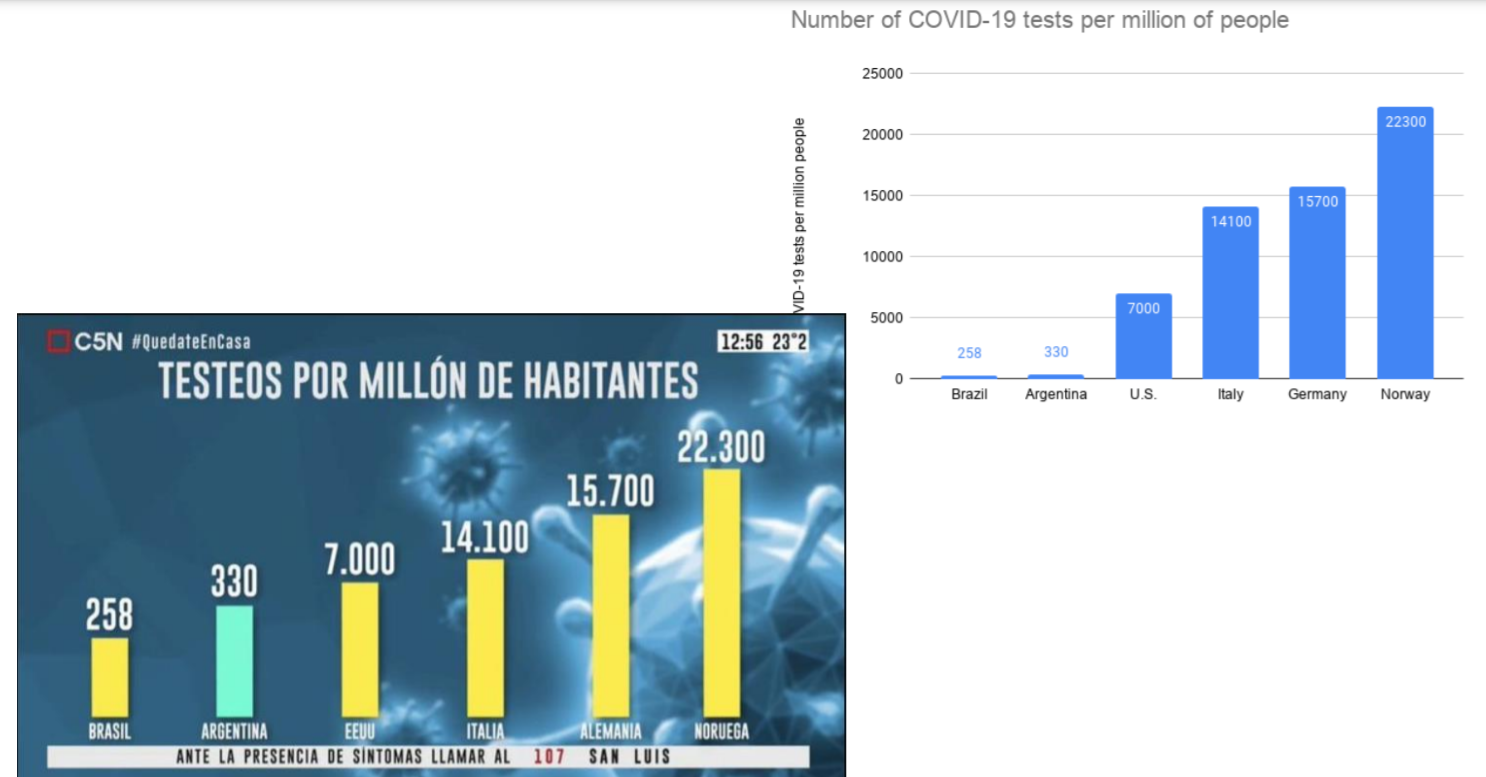 Number of COVID-19 tests per million of people
VID-19 tests per million people
25000
20000
15000
10000
5000
0
258
330
7000
14100
15700
22300
Brazil Argentina U.S. Italy Germany Norway
C5N #QuedateEnCasa
12:56 23°2
TESTEOS POR MILLÓN DE HABITANTES
258
330
7.000
14.100
15.700
22.300
BRASIL ARGENTINA EEUU ITALIA ALEMANIA NORUEGA
ANTE LA PRESENCIA DE SÍNTOMAS LLAMAR AL 107 SAN LUIS